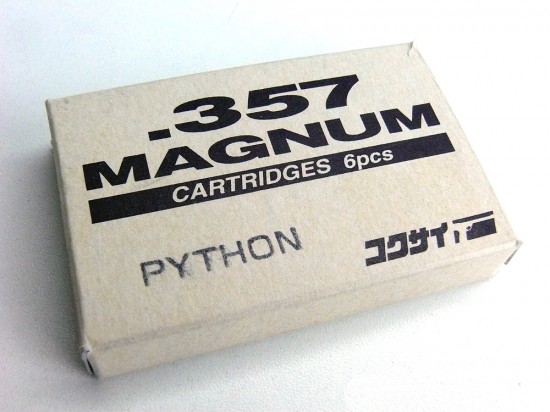 .357
MAGNUM
CARTRIDGES 6pcs
PYTHON
コクサイ